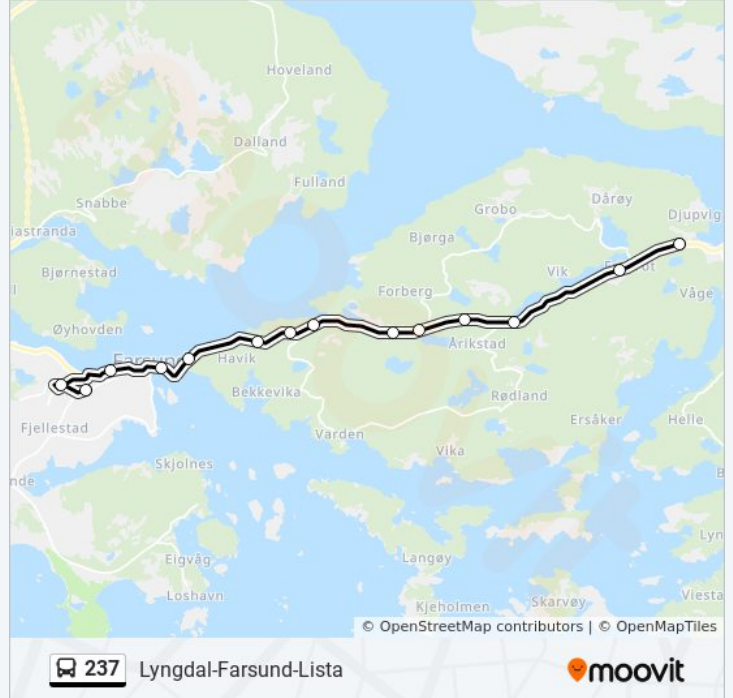 Hoveland
Dalland
Fulland
Snabbe
iastranda
Bjørnestad
Øyhovden
Grobo
Dårøy
Djupvig
Bjørga
Vik
Forberg
Våge
Årikstad
Havik
Bekkevika
Rødland
Ersåker
Helle
Fjellestad
Varden
Vika
Skjolnes
nde
Eigvåg
Loshavn
Langøy
Kjeholmen
Skarvøy
Lyn
Viesta
© OpenStreetMap contributors | © OpenMapTiles
237 Lyngdal-Farsund-Lista
moovit